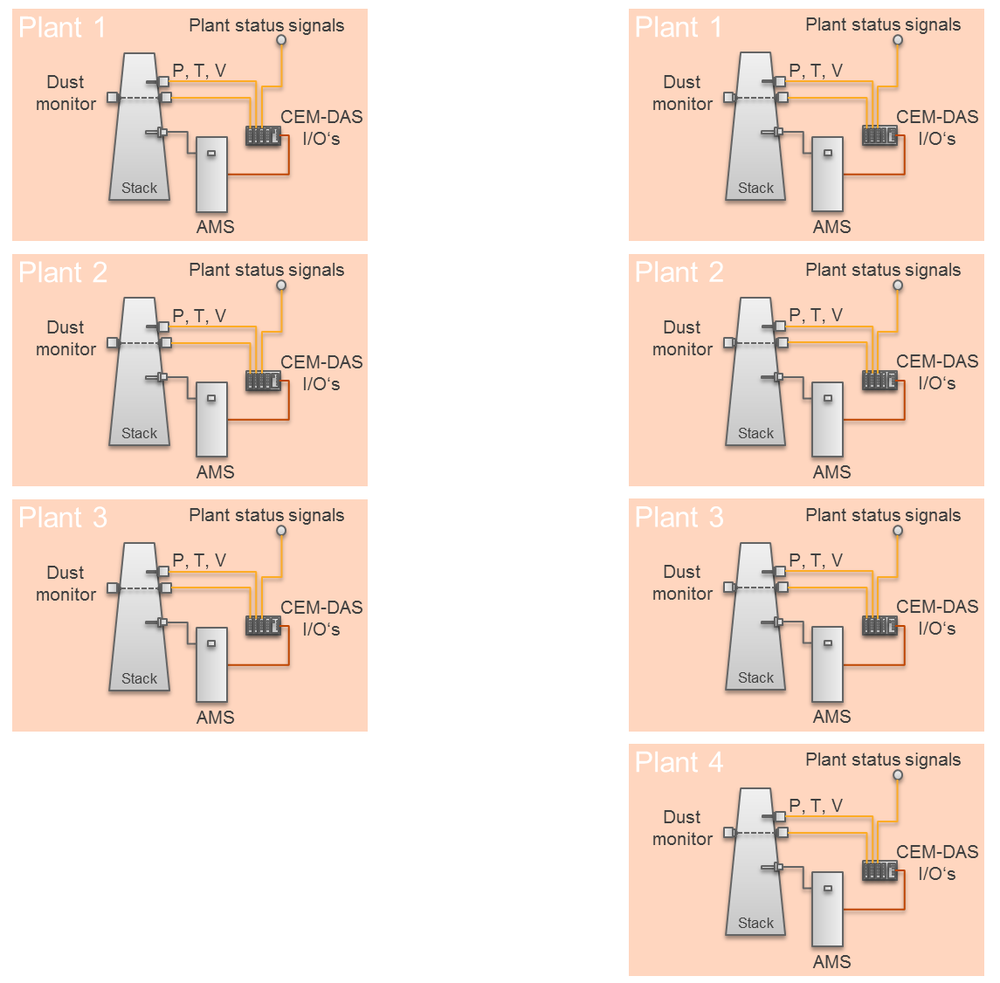 Plant 1
Plant status signals
P, T, V
Dust
monitor
CEM-DAS
I/O‘s
Stack
AMS
Plant 2
Plant status signals
P, T, V
Dust
monitor
CEM-DAS
I/O‘s
Stack
AMS
Plant 3
Plant status signals
P, T, V
Dust
monitor
CEM-DAS
I/O‘s
Stack
AMS
Plant 1
Plant status signals
P, T, V
Dust
monitor
CEM-DAS
I/O‘s
Stack
AMS
Plant 2
Plant status signals
P, T, V
Dust
monitor
CEM-DAS
I/O‘s
Stack
AMS
Plant 3
Plant status signals
P, T, V
Dust
monitor
CEM-DAS
I/O‘s
Stack
AMS
Plant 4
Plant status signals
P, T, V
Dust
monitor
CEM-DAS
I/O‘s
Stack
AMS